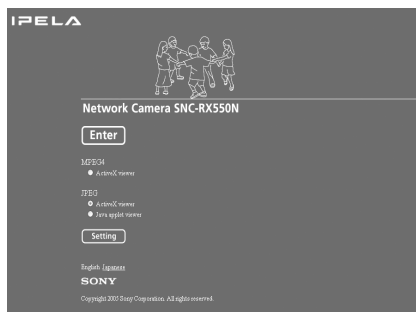 IPELA
Network Camera SNC-RX550N
Enter
MPEG4
ActiveX viewer
JPEG
ActiveX viewer
Java applet viewer
Setting
English Japanese
SONY
Copyright 2005 Sony Corporation. All rights reserved.